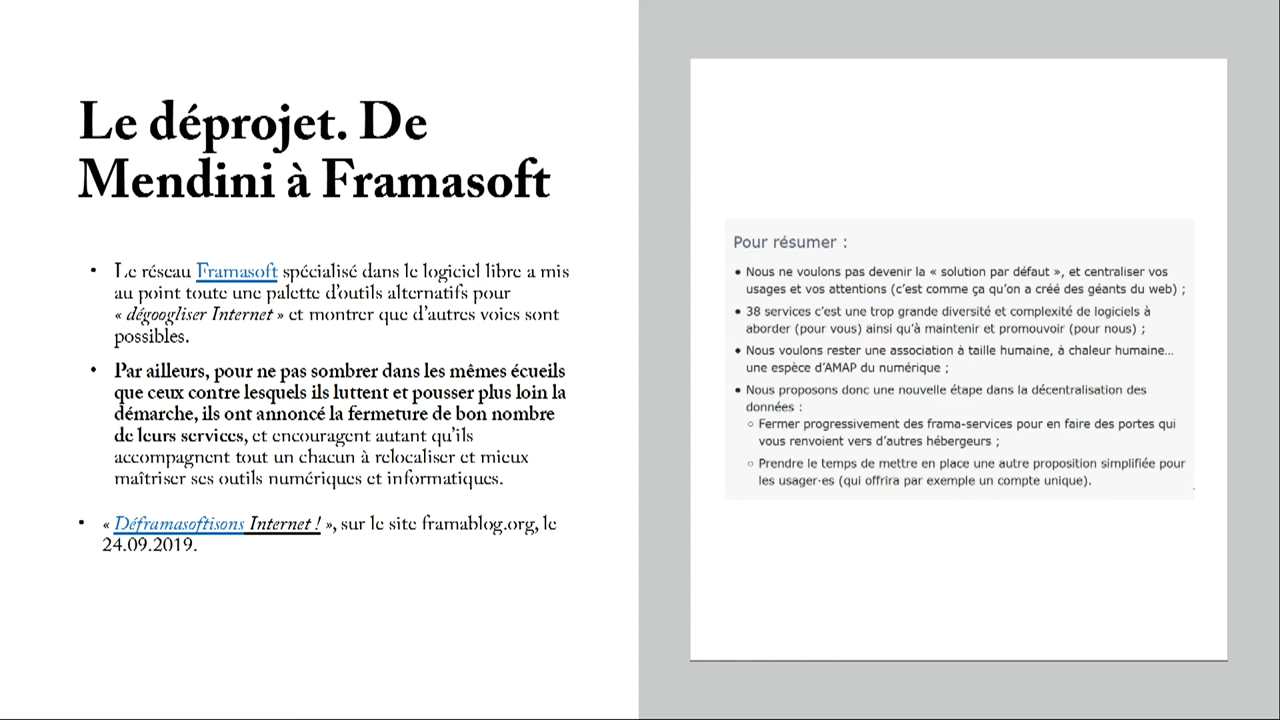 Le déprojet. De
Mendini à Framasoft
• Le réseau Framasoft spécialisé dans le logiciel libre a mis
au point toute une palette d'outils alternatifs pour
« dégoogliser Internet » et montrer que d'autres voies sont
possibles.
• Par ailleurs, pour ne pas sombrer dans les mêmes écueils
que ceux contre lesquels ils luttent et pousser plus loin la
démarche, ils ont annoncé la fermeture de bon nombre
de leurs services, et encouragent autant qu'ils
accompagnent tout un chacun à relocaliser et mieux
maîtriser ses outils numériques et informatiques.
• « Déframasoftisons Internet ! », sur le site framablog.org, le
24.09.2019.
Pour résumer :
• Nous ne voulons pas devenir la « solution par défaut », et centraliser vos
usages et vos attentions (c'est comme ça qu'on a créé des géants du web) ;
• 38 services c'est une trop grande diversité et complexité de logiciels à
aborder (pour vous) ainsi qu'à maintenir et promouvoir (pour nous) ;
• Nous voulons rester une association à taille humaine, à chaleur humaine…
une espèce d'AMAP du numérique ;
• Nous proposons donc une nouvelle étape dans la décentralisation des
données :
◦ Fermer progressivement des frama-services pour en faire des portes qui
vous renvoient vers d'autres hébergeurs ;
◦ Prendre le temps de mettre en place une autre proposition simplifiée pour
les usager·es (qui offrira par exemple un compte unique).